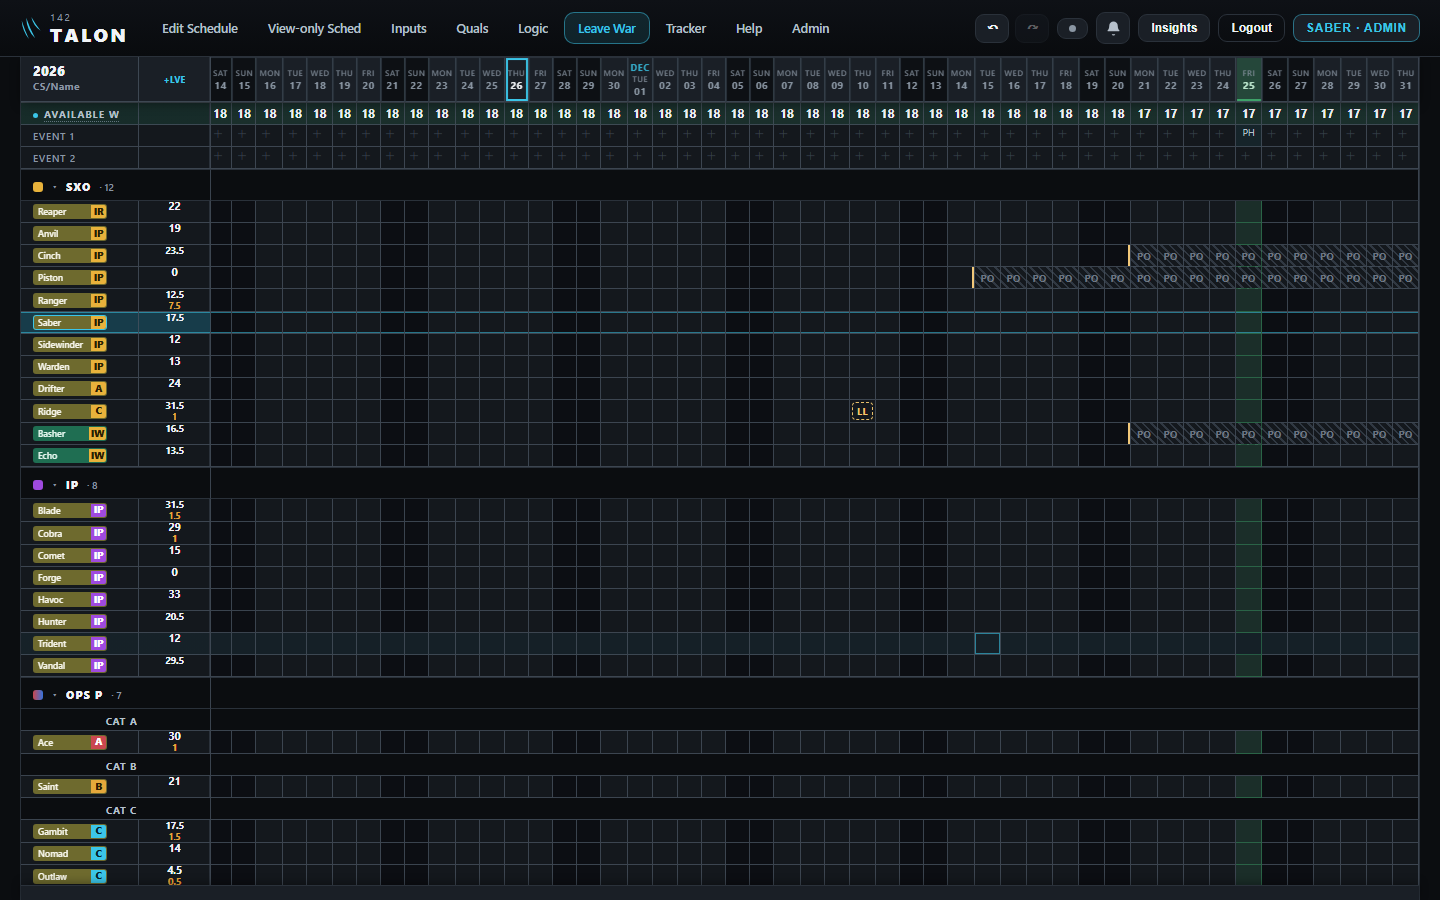 142
TALON
Edit Schedule View-only Sched Inputs Quals Logic Leave War Tracker Help Admin
Insights Logout SABER · ADMIN
2026
CS/Name
+LVE
DEC
SAT SUN MON TUE WED THU FRI SAT SUN MON TUE WED THU FRI SAT SUN MON TUE WED THU FRI SAT SUN MON TUE WED THU FRI SAT SUN MON TUE WED THU FRI SAT SUN MON TUE WED THU FRI SAT SUN MON TUE WED THU
14 15 16 17 18 19 20 21 22 23 24 25 26 27 28 29 30 01 02 03 04 05 06 07 08 09 10 11 12 13 14 15 16 17 18 19 20 21 22 23 24 25 26 27 28 29 30 31
AVAILABLE W 18 18 18 18 18 18 18 18 18 18 18 18 18 18 18 18 18 18 18 18 18 18 18 18 18 18 18 18 18 18 18 18 18 18 18 18 18 17 17 17 17 17 17 17 17 17 17 17
EVENT 1 + + + + + + + + + + + + + + + + + + + + + + + + + + + + + + + + + + + + + + + + + PH + + + + + +
EVENT 2 + + + + + + + + + + + + + + + + + + + + + + + + + + + + + + + + + + + + + + + + + + + + + + + +
· SXO · 12
Reaper IR 22
Anvil IP 19
Cinch IP 23.5 PO PO PO PO PO PO PO PO PO PO PO
Piston IP 0 PO PO PO PO PO PO PO PO PO PO PO PO PO PO PO PO PO
Ranger IP 12.5
7.5
Saber IP 17.5
Sidewinder IP 12
Warden IP 13
Drifter A 24
Ridge C 31.5 LL
1
Basher IW 16.5 PO PO PO PO PO PO PO PO PO PO PO
Echo IW 13.5
· IP · 8
Blade IP 31.5
1.5
Cobra IP 29
1
Comet IP 15
Forge IP 0
Havoc IP 33
Hunter IP 20.5
Trident IP 12
Vandal IP 29.5
· OPS P · 7
CAT A
Ace A 30
1
CAT B
Saint B 21
CAT C
Gambit C 17.5
1.5
Nomad C 14
Outlaw C 4.5
0.5